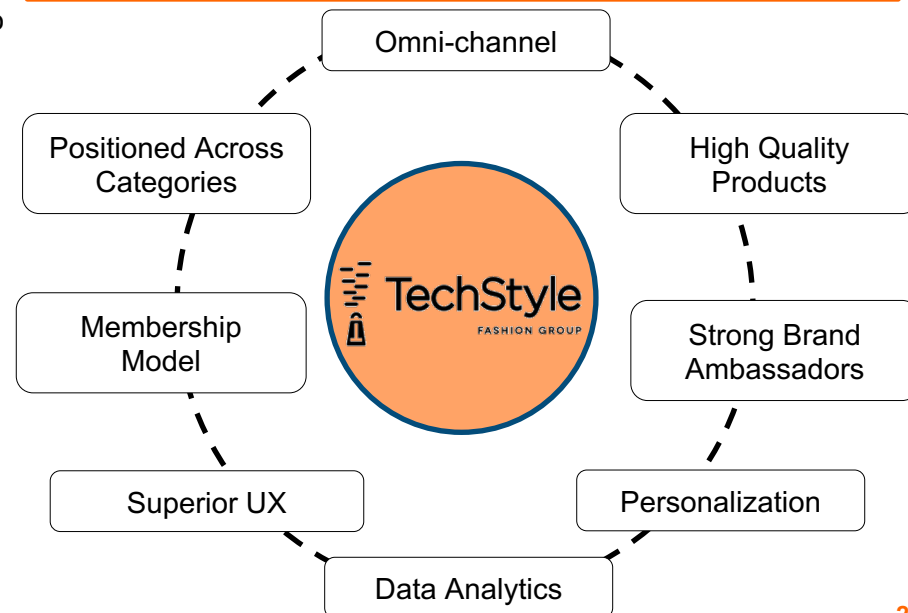 Omni-channel
Positioned Across
Categories
High Quality
Products
TechStyle
FASHION GROUP
Membership
Model
Strong Brand
Ambassadors
Superior UX
Personalization
Data Analytics